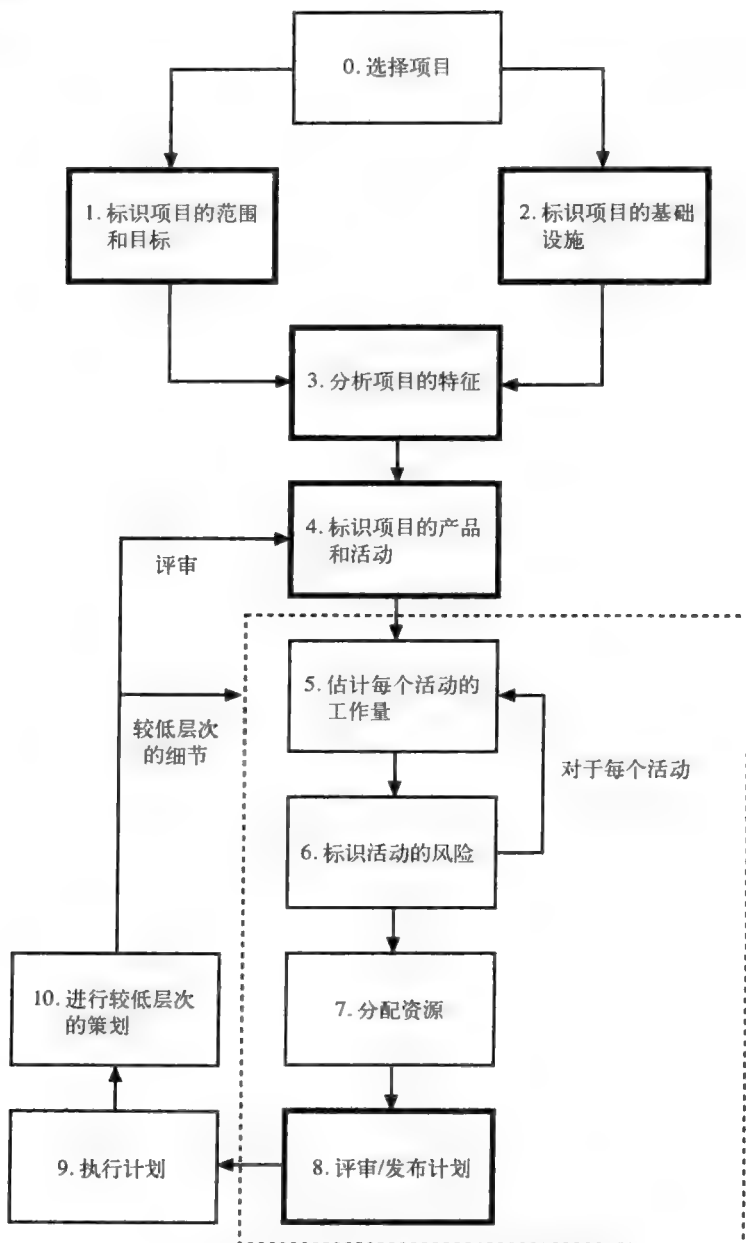 0. 选择项目
1. 标识项目的范围
和目标
2. 标识项目的基础
设施
3. 分析项目的特征
4. 标识项目的产品
和活动
评审
5. 估计每个活动的
工作量
较低层次
的细节
对于每个活动
6. 标识活动的风险
10. 进行较低层次
的策划
7. 分配资源
9. 执行计划
8. 评审/发布计划